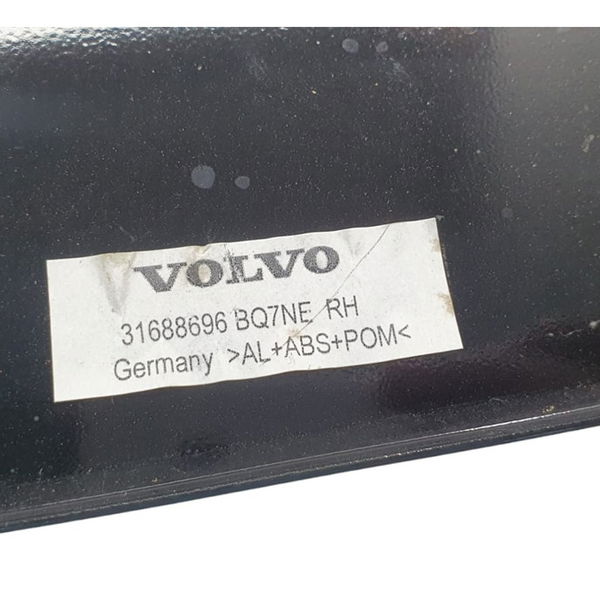 VOLVO
31688696 BQ7NE RH
Germany >AL+ABS+POM<